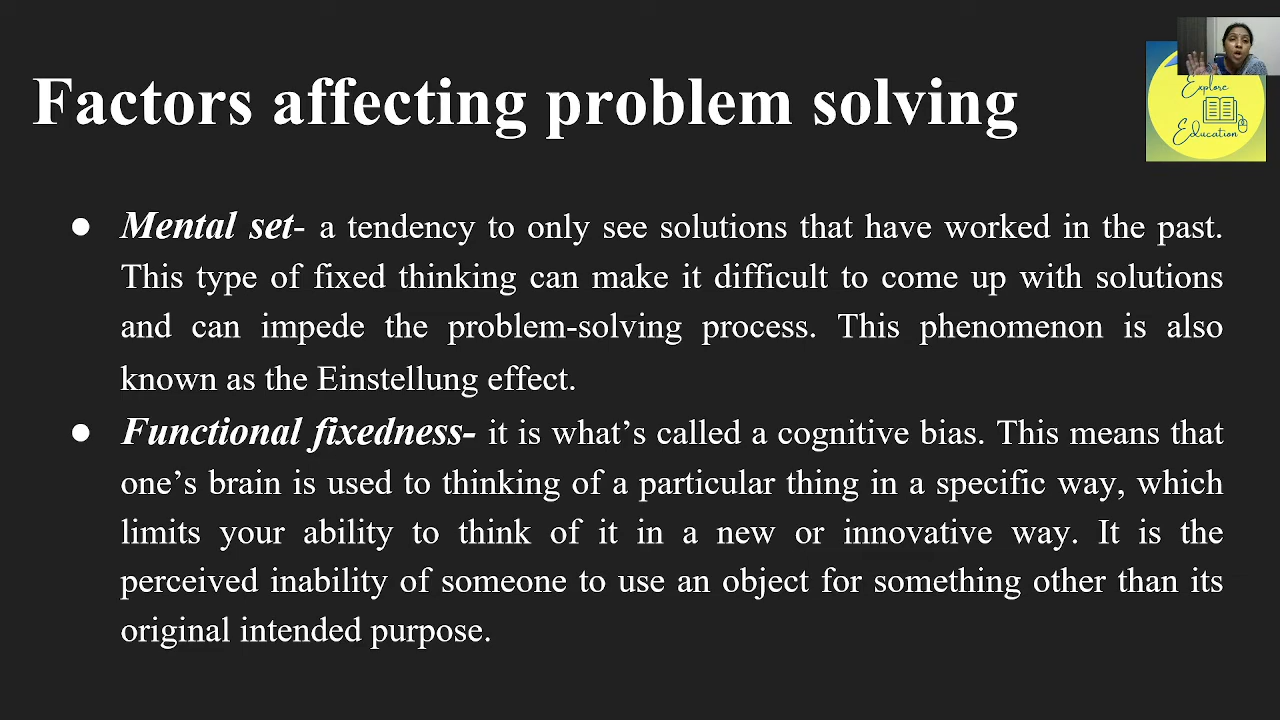 Factors affecting problem solving
Explore
Education
● Mental set- a tendency to only see solutions that have worked in the past.
This type of fixed thinking can make it difficult to come up with solutions
and can impede the problem-solving process. This phenomenon is also
known as the Einstellung effect.
● Functional fixedness- it is what’s called a cognitive bias. This means that
one’s brain is used to thinking of a particular thing in a specific way, which
limits your ability to think of it in a new or innovative way. It is the
perceived inability of someone to use an object for something other than its
original intended purpose.